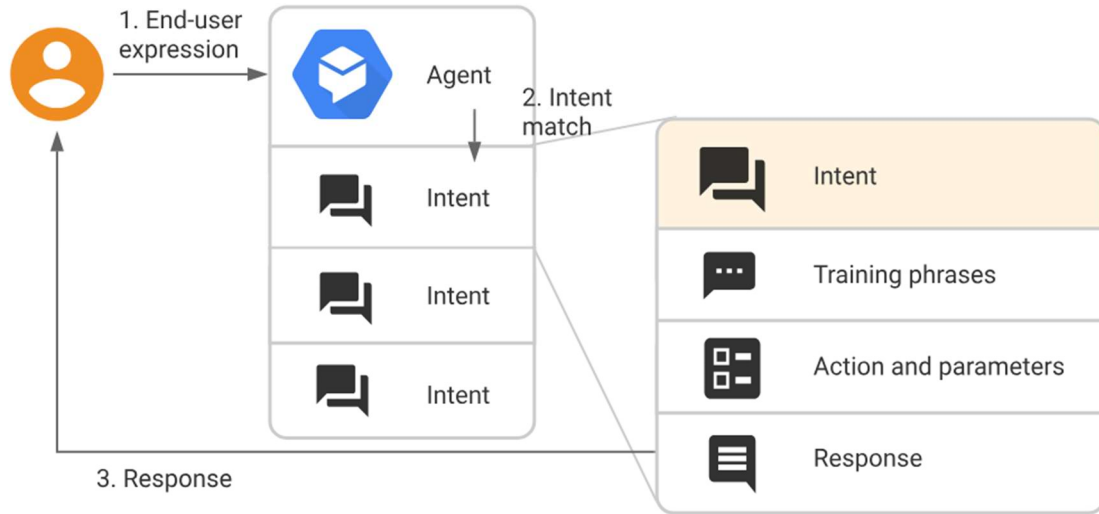 1. End-user
expression
Agent
2. Intent
match
Intent
Intent
Intent
Intent
Training phrases
Action and parameters
Response
3. Response